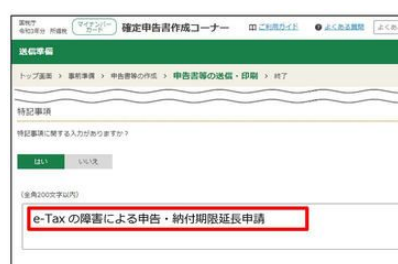 国税庁
令和3年分 所得税 マイナンバーカード 確定申告書作成コーナー ご利用ガイド よくある質問 よくあ
送信準備
トップ画面 > 事前準備 > 申告書等の作成 > 申告書等の送信・印刷 > 終了
特記事項
特記事項に関する入力がありますか？
はい いいえ
(全角200文字以内)
e-Tax の障害による申告・納付期限延長申請